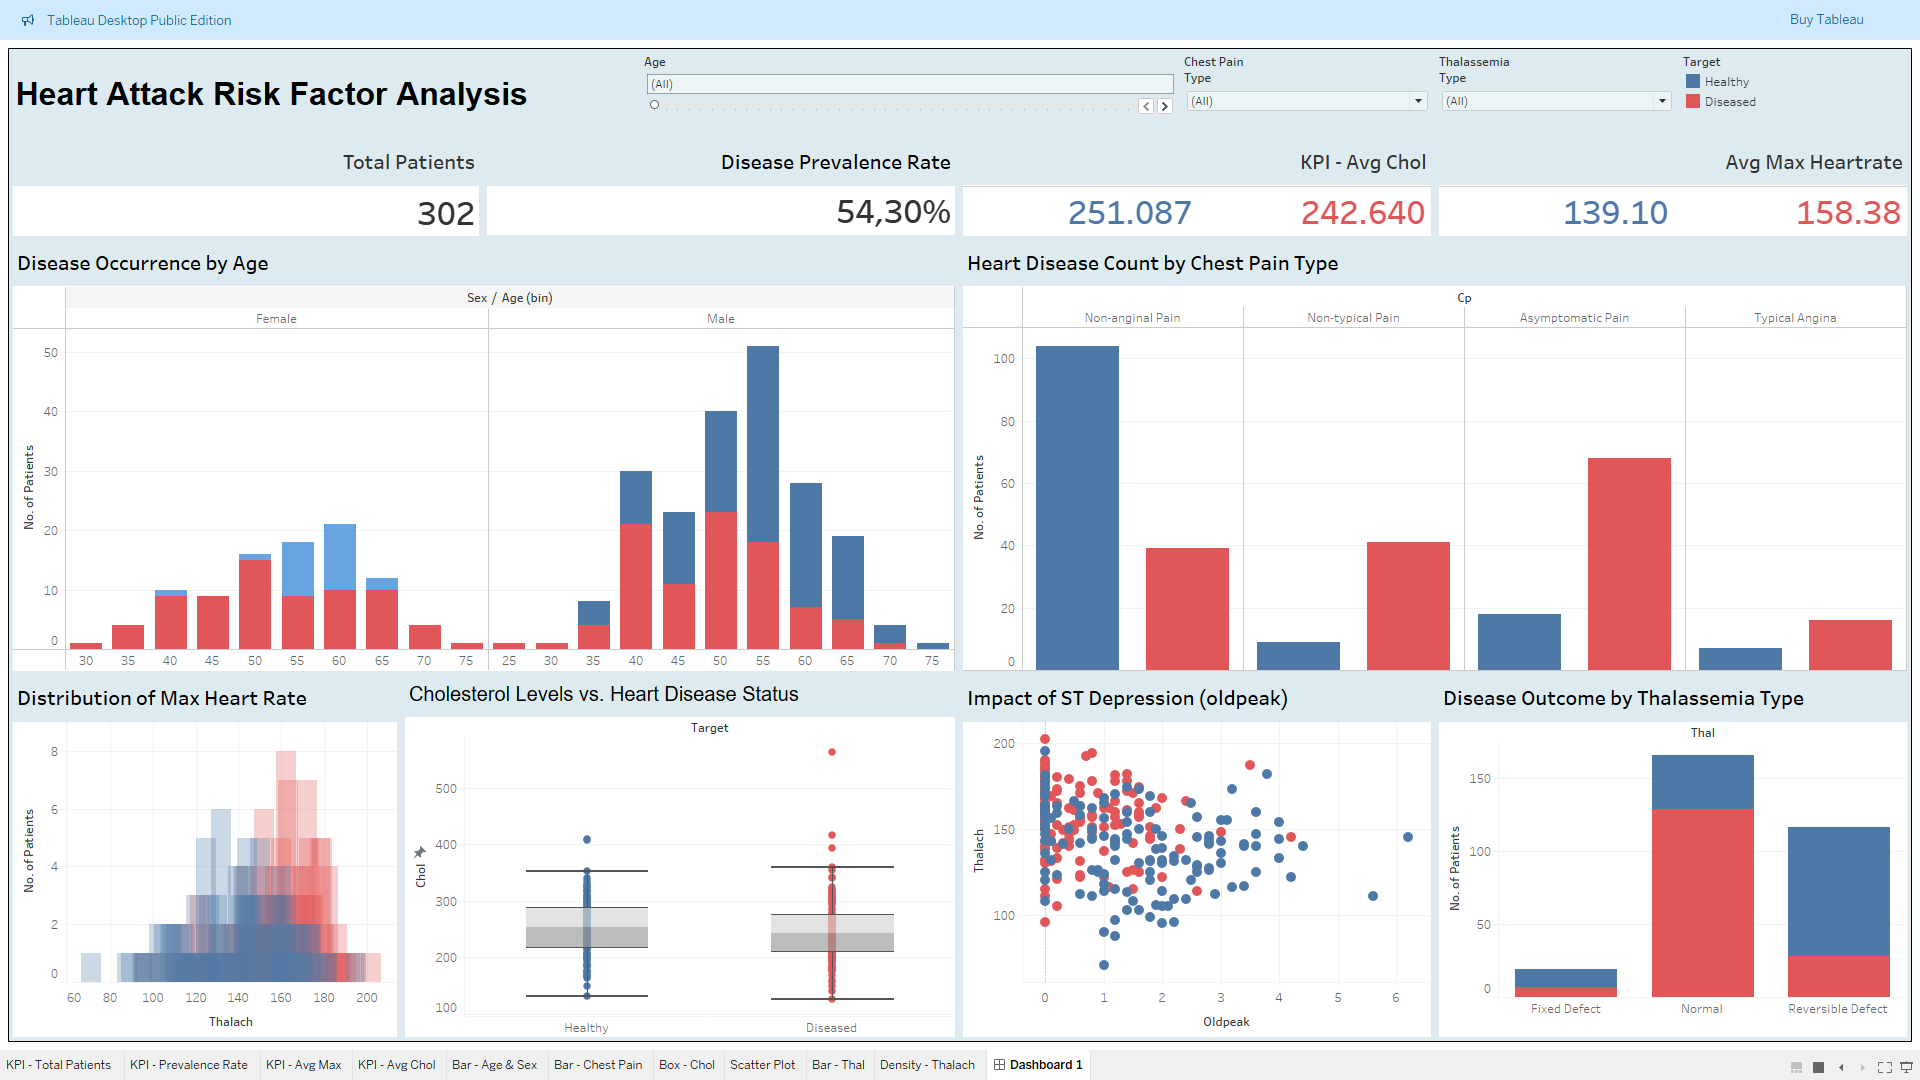 Tableau Desktop Public Edition
Buy Tableau
Heart Attack Risk Factor Analysis
Age
(All)
Chest Pain
Type
(All)
Thalassemia
Type
(All)
Target
Healthy
Diseased
Total Patients
302
Disease Prevalence Rate
54,30%
KPI - Avg Chol
251.087 242.640
Avg Max Heartrate
139.10 158.38
Disease Occurrence by Age
Sex / Age (bin)
Female Male
No. of Patients
50
40
30
20
10
0
30 35 40 45 50 55 60 65 70 75 25 30 35 40 45 50 55 60 65 70 75
Heart Disease Count by Chest Pain Type
Cp
Non-anginal Pain Non-typical Pain Asymptomatic Pain Typical Angina
No. of Patients
100
80
60
40
20
0
Distribution of Max Heart Rate
No. of Patients
8
6
4
2
0
60 80 100 120 140 160 180 200
Thalach
Cholesterol Levels vs. Heart Disease Status
Target
Chol
500
400
300
200
100
Healthy Diseased
Impact of ST Depression (oldpeak)
Thalach
200
150
100
0 1 2 3 4 5 6
Oldpeak
Disease Outcome by Thalassemia Type
Thal
No. of Patients
150
100
50
0
Fixed Defect Normal Reversible Defect
KPI - Total Patients KPI - Prevalence Rate KPI - Avg Max KPI - Avg Chol Bar - Age & Sex Bar - Chest Pain Box - Chol Scatter Plot Bar - Thal Density - Thalach Dashboard 1